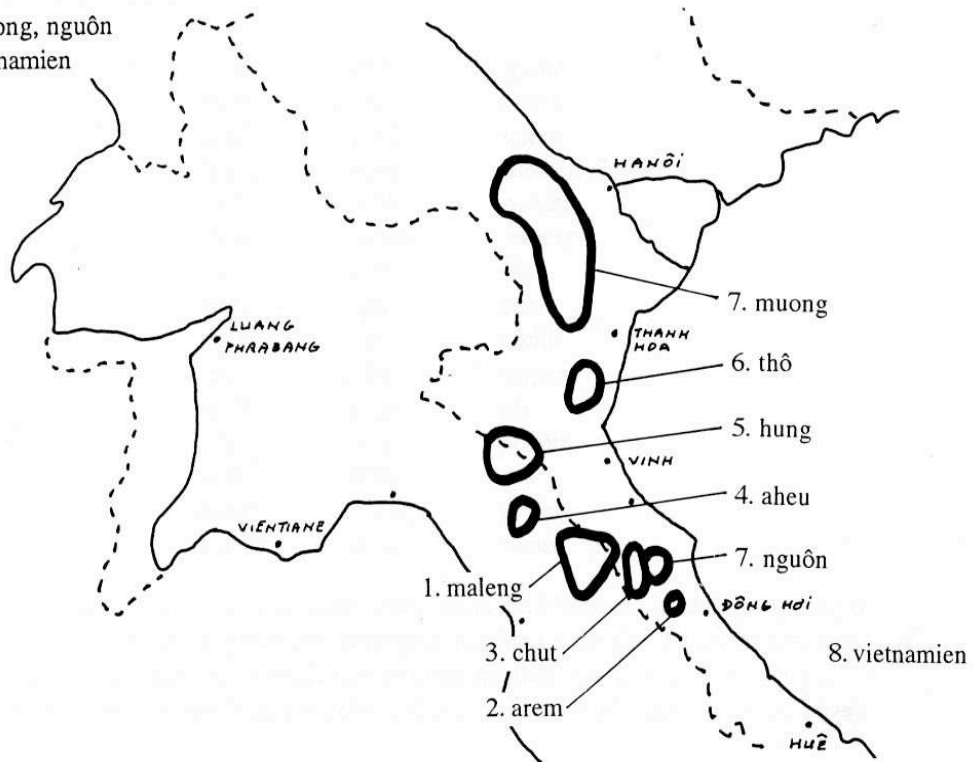 ong, nguôn
namien
HANÔI
7. muong
LUANG
PHRABANG
THANH
HOA
6. thô
5. hung
VINH
4. aheu
VIENTIANE
7. nguôn
1. maleng
ĐÔNG HƠI
3. chut
8. vietnamien
2. arem
HUÊ